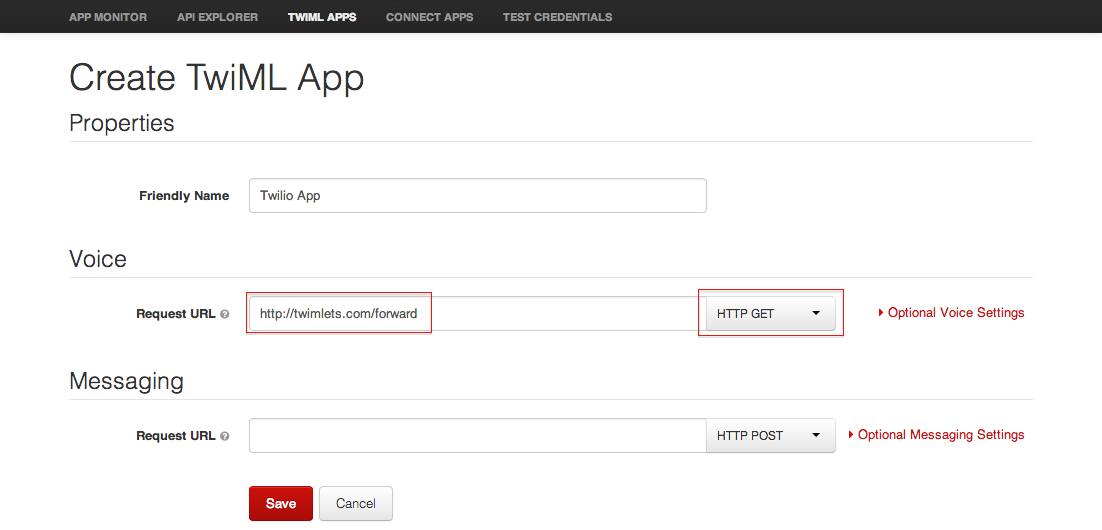 APP MONITOR API EXPLORER TWIML APPS CONNECT APPS TEST CREDENTIALS
Create TwiML App
Properties
Friendly Name Twilio App
Voice
Request URL ? http://twimlets.com/forward HTTP GET Optional Voice Settings
Messaging
Request URL ? HTTP POST Optional Messaging Settings
Save Cancel